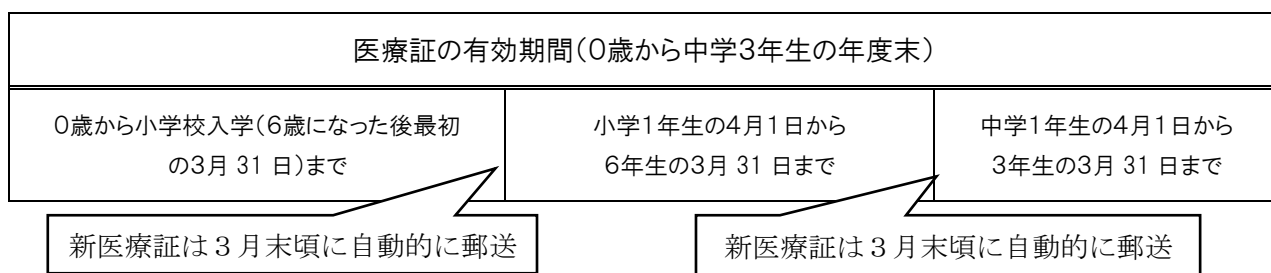 医療証の有効期間(0歳から中学3年生の年度末)
0歳から小学校入学(6歳になった後最初
の3月 31 日)まで
小学1年生の4月1日から
6年生の3月 31 日まで
中学1年生の4月1日から
3年生の3月 31 日まで
新医療証は3月末頃に自動的に郵送
新医療証は3月末頃に自動的に郵送